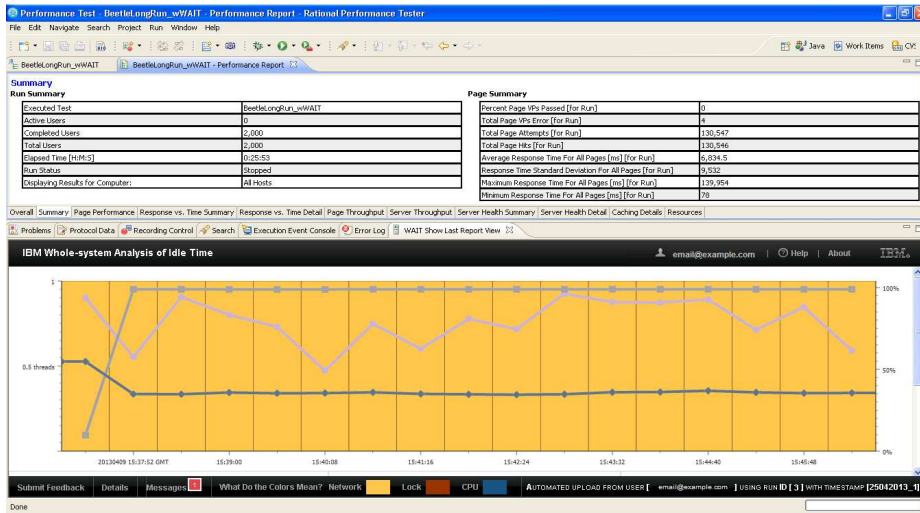 Performance Test - BeetleLongRun_wWAIT - Performance Report - Rational Performance Tester
File Edit Navigate Search Project Run Window Help
Java Work Items CVS
BeetleLongRun_wWAIT BeetleLongRun_wWAIT - Performance Report
Summary
Run Summary
Executed Test BeetleLongRun_wWAIT
Active Users 0
Completed Users 2,000
Total Users 2,000
Elapsed Time [H:M:S] 0:25:53
Run Status Stopped
Displaying Results for Computer: All Hosts
Page Summary
Percent Page VPs Passed [for Run] 0
Total Page VPs Error [for Run] 4
Total Page Attempts [for Run] 130,547
Total Page Hits [for Run] 130,546
Average Response Time For All Pages [ms] [for Run] 6,834.5
Response Time Standard Deviation For All Pages [for Run] 9,532
Maximum Response Time For All Pages [ms] [for Run] 139,954
Minimum Response Time For All Pages [ms] [for Run] 78
Overall Summary Page Performance Response vs. Time Summary Response vs. Time Detail Page Throughput Server Throughput Server Health Summary Server Health Detail Caching Details Resources
Problems Protocol Data Recording Control Search Execution Event Console Error Log WAIT Show Last Report View
IBM Whole-system Analysis of Idle Time email@example.com | Help | About IBM
1 100%
0.5 threads 50%
0%
20130409 15:37:52 GMT 15:39:00 15:40:08 15:41:16 15:42:24 15:43:32 15:44:40 15:45:48
Submit Feedback Details Messages 1 What Do the Colors Mean? Network Lock CPU AUTOMATED UPLOAD FROM USER [ email@example.com ] USING RUN ID [ 3 ] WITH TIMESTAMP [25042013_1]
Done